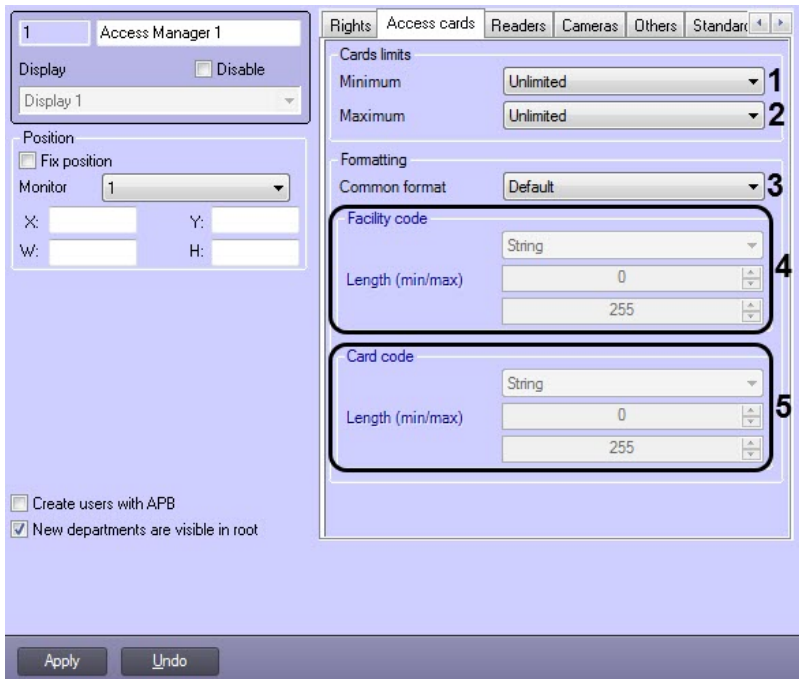 1 Access Manager 1
Display Disable
Display 1
Position
Fix position
Monitor 1
X: Y:
W: H:
Create users with APB
New departments are visible in root
Rights Access cards Readers Cameras Others Standard
Cards limits
Minimum Unlimited 1
Maximum Unlimited 2
Formatting
Common format Default 3
Facility code
String
4
Length (min/max) 0
255
Card code
String
5
Length (min/max) 0
255
Apply Undo